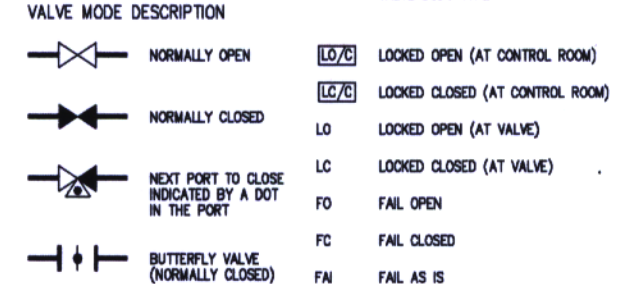 VALVE MODE DESCRIPTION
NORMALLY OPEN
NORMALLY CLOSED
NEXT PORT TO CLOSE
INDICATED BY A DOT
IN THE PORT
BUTTERFLY VALVE
(NORMALLY CLOSED)
LO/C LOCKED OPEN (AT CONTROL ROOM)
LC/C LOCKED CLOSED (AT CONTROL ROOM)
LO LOCKED OPEN (AT VALVE)
LC LOCKED CLOSED (AT VALVE)
FO FAIL OPEN
FC FAIL CLOSED
FAI FAIL AS IS